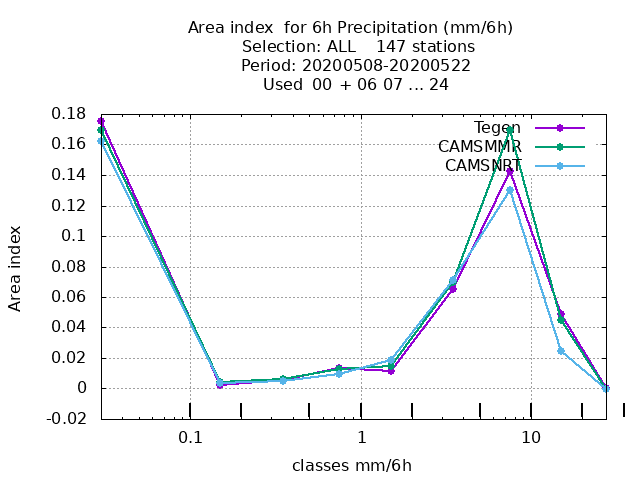 Area index  for 6h Precipitation (mm/6h)
Selection: ALL    147 stations
Period: 20200508-20200522
Used  00 + 06 07 ... 24
Tegen
CAMSMMR
CAMSNRT
0.18
0.16
0.14
0.12
0.1
0.08
0.06
0.04
0.02
0
-0.02
Area index
0.1
1
10
classes mm/6h